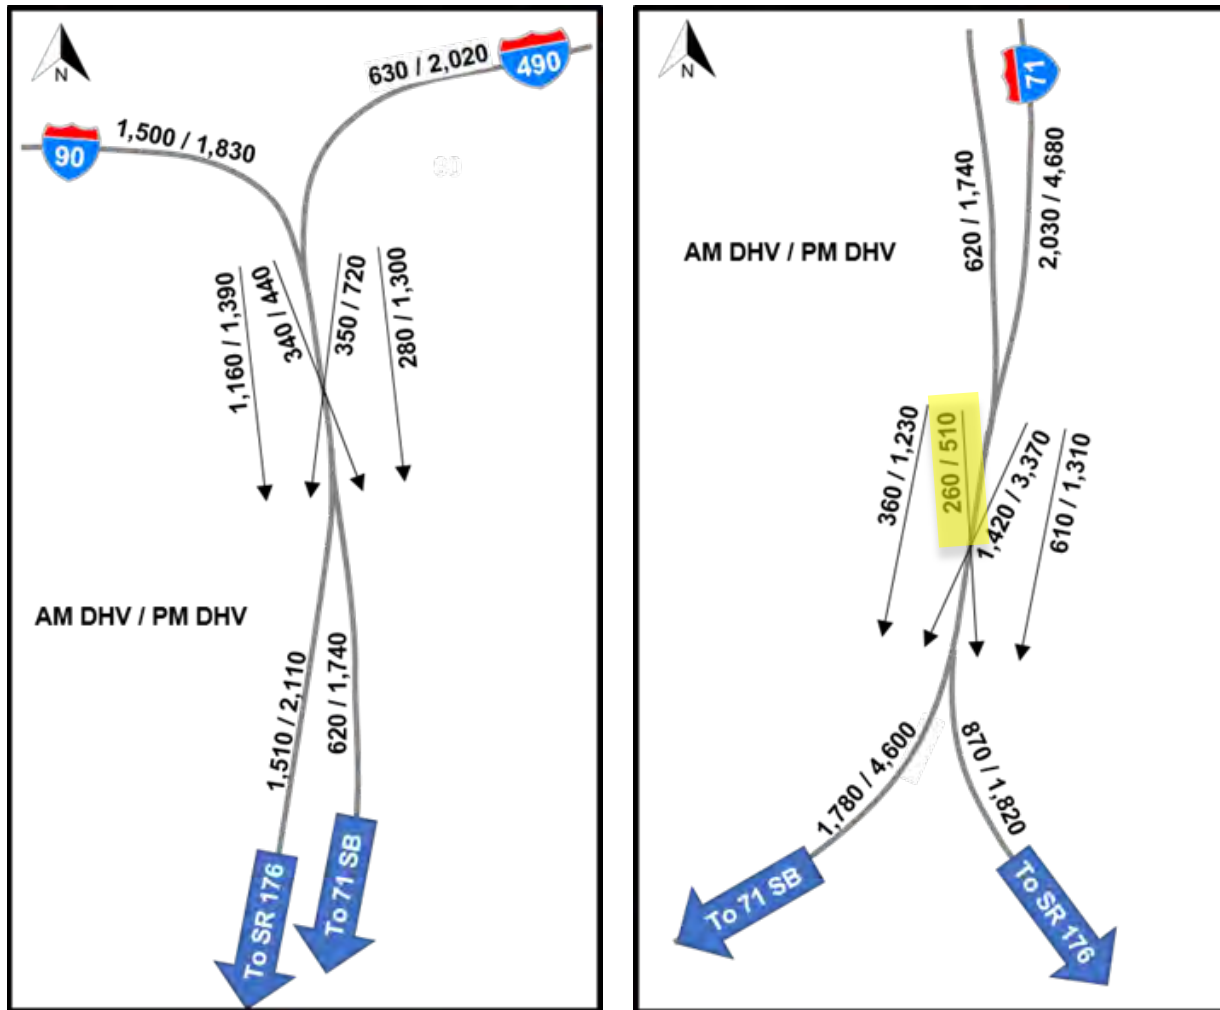 N
630 / 2,020
490
1,500 / 1,830
90
1,160 / 1,390
340 / 440
350 / 720
280 / 1,300
AM DHV / PM DHV
1,510 / 2,110
620 / 1,740
To SR 176
To 71 SB
N
71
620 / 1,740
2,030 / 4,680
AM DHV / PM DHV
360 / 1,230
260 / 510
1,420 / 3,370
610 / 1,310
1,780 / 4,600
870 / 1,820
To 71 SB
To SR 176